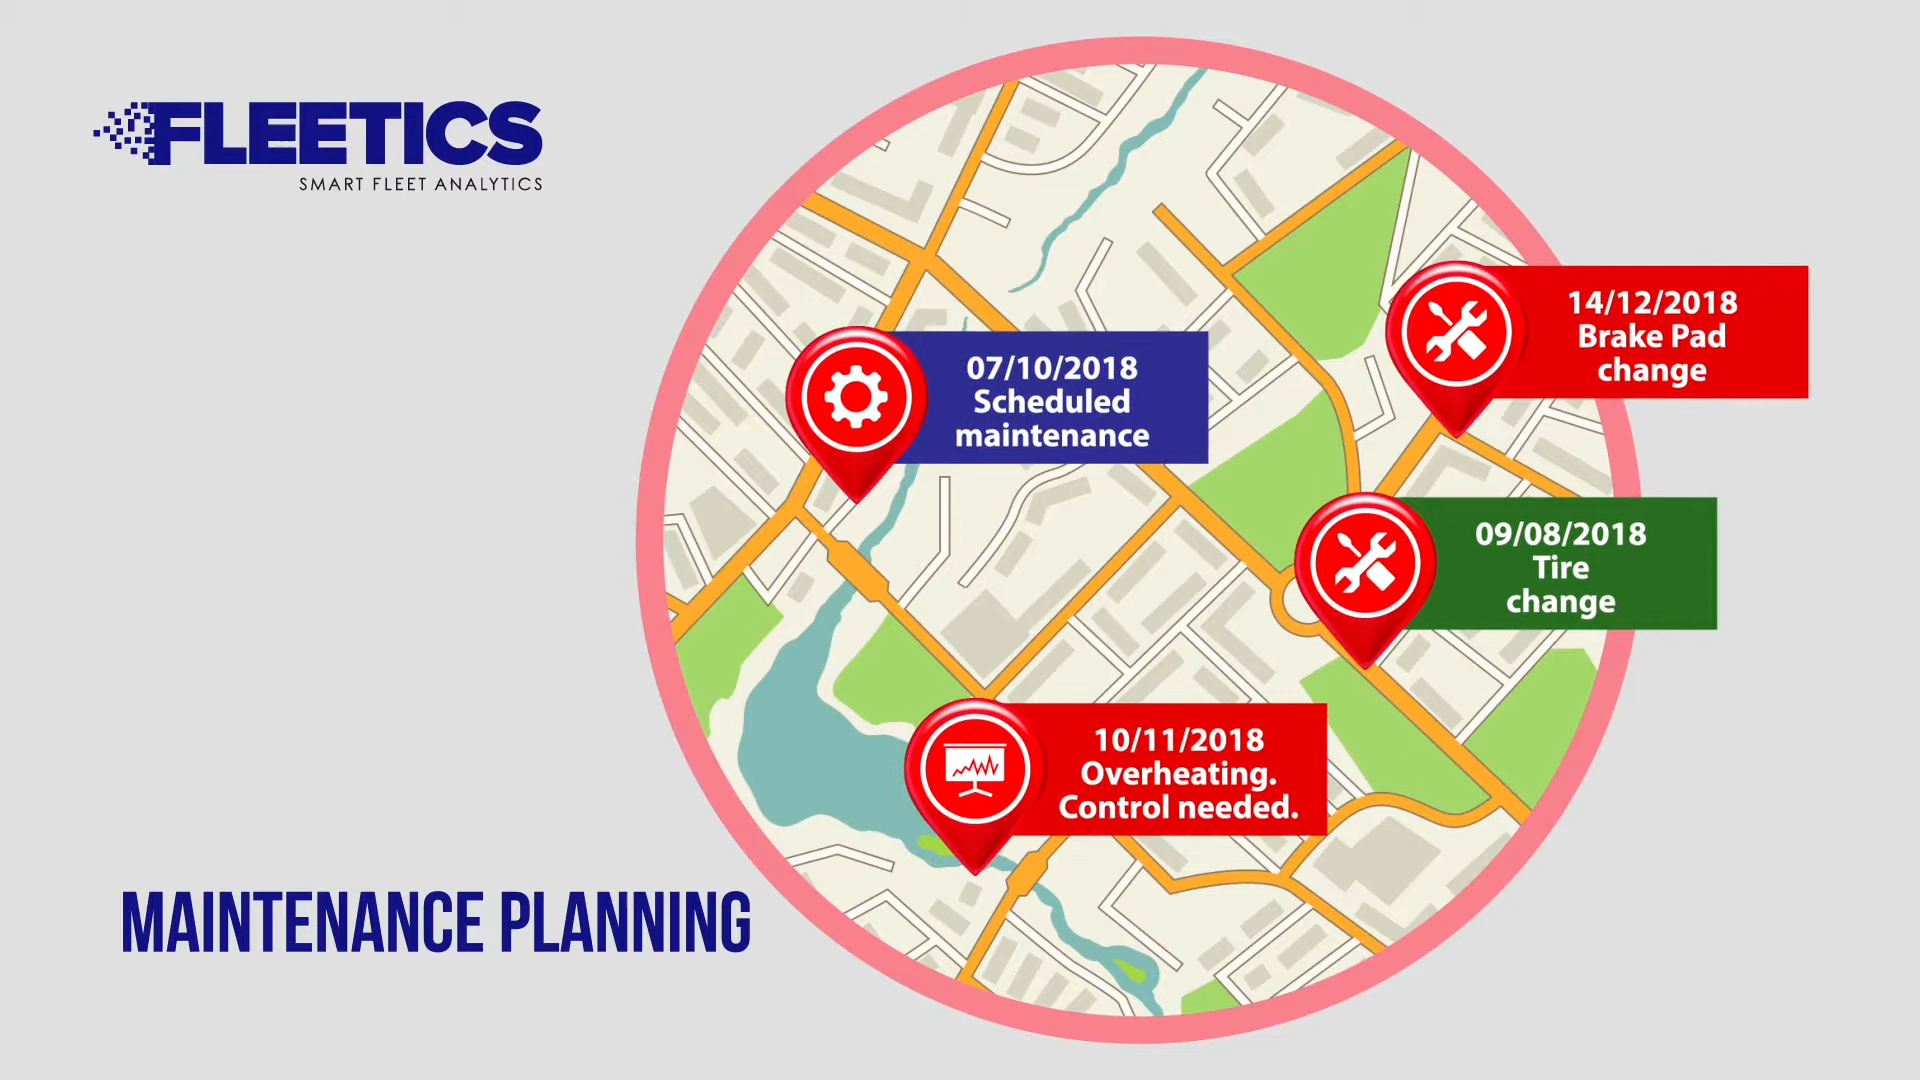 FLEETICS
SMART FLEET ANALYTICS
14/12/2018
Brake Pad
change
07/10/2018
Scheduled
maintenance
09/08/2018
Tire
change
10/11/2018
Overheating.
Control needed.
MAINTENANCE PLANNING